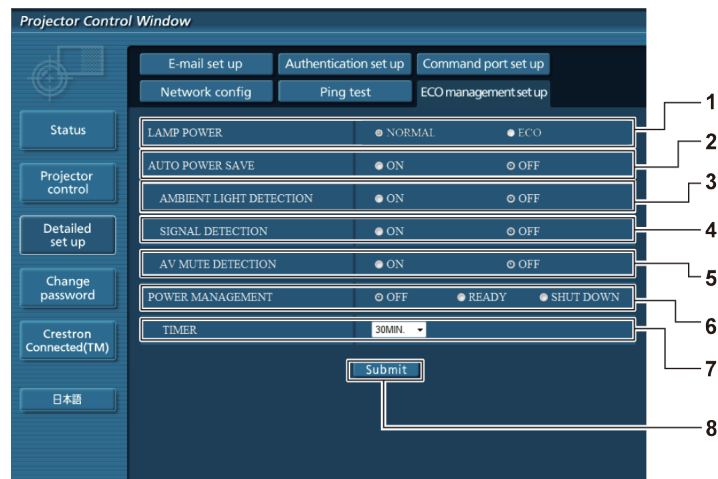 Projector Control Window
E-mail set up Authentication set up Command port set up
Network config Ping test ECO management set up
Status
Projector
control
Detailed
set up
Change
password
Crestron
Connected(TM)
日本語
LAMP POWER NORMAL ECO
AUTO POWER SAVE ON OFF
AMBIENT LIGHT DETECTION ON OFF
SIGNAL DETECTION ON OFF
AV MUTE DETECTION ON OFF
POWER MANAGEMENT OFF READY SHUT DOWN
TIMER 30MIN.
Submit
1
2
3
4
5
6
7
8